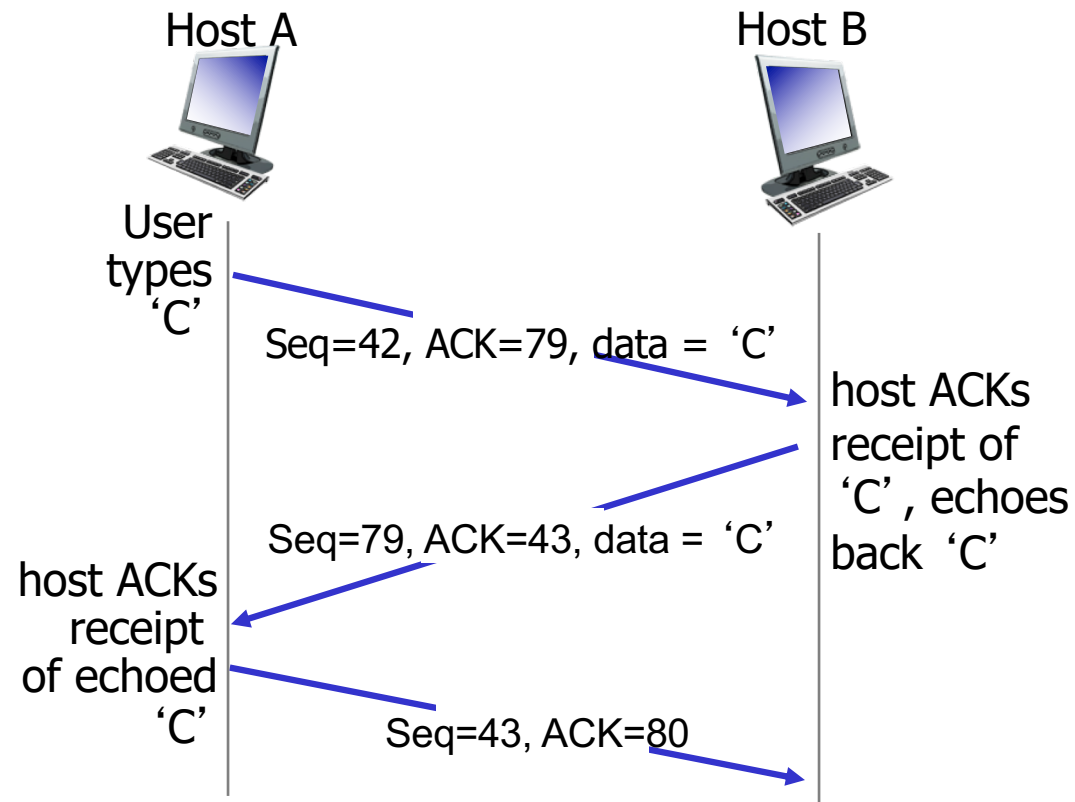 Host A
Host B
User
types
‘C’
Seq=42, ACK=79, data = ‘C’
host ACKs
receipt of
‘C’, echoes
back ‘C’
Seq=79, ACK=43, data = ‘C’
host ACKs
receipt
of echoed
‘C’
Seq=43, ACK=80